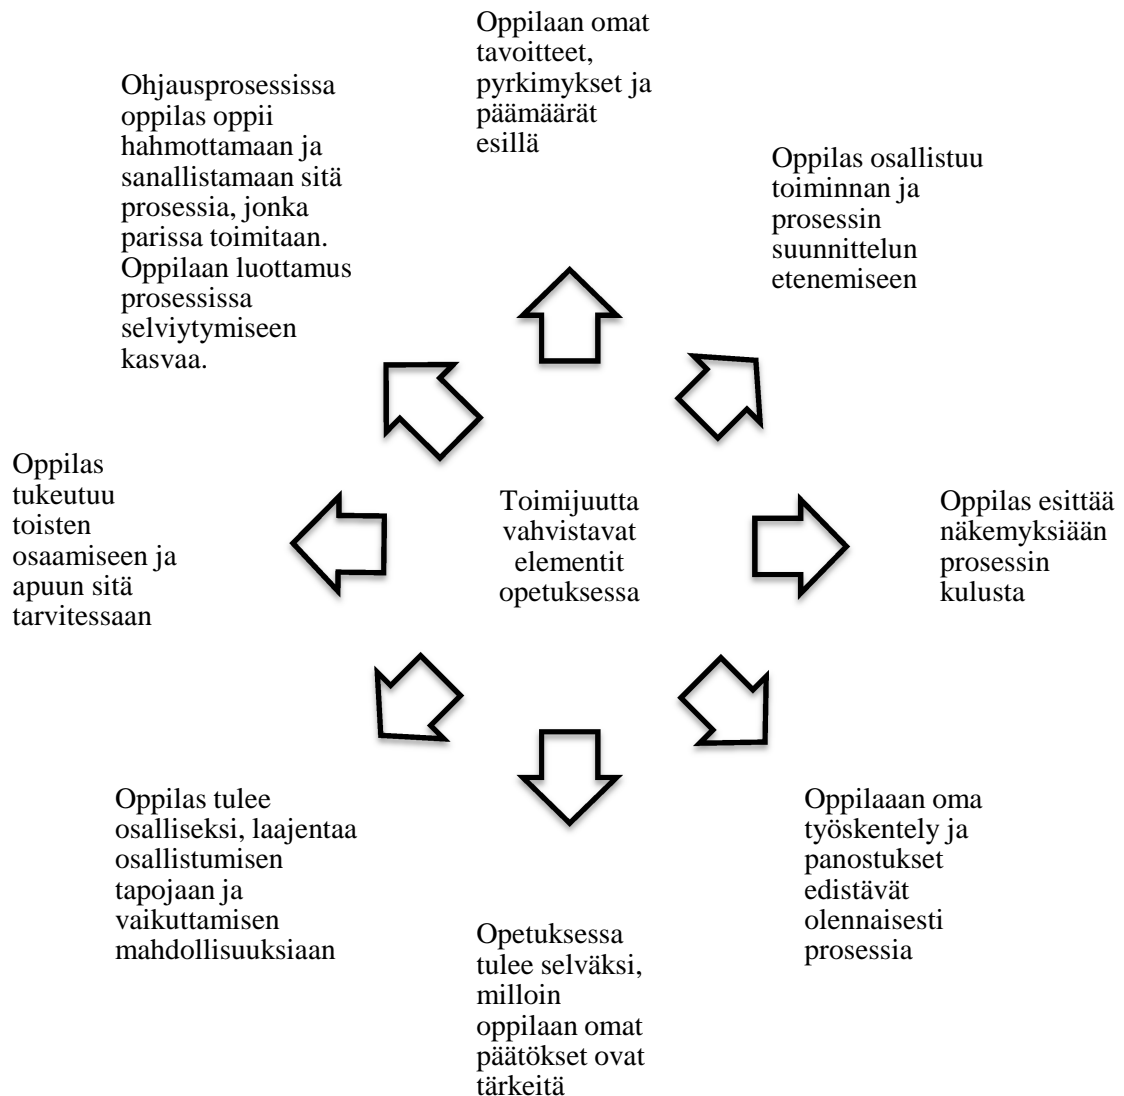 Oppilaan omat
tavoitteet,
pyrkimykset ja
päämäärät
esillä
Oppilas osallistuu
toiminnan ja
prosessin
suunnittelun
etenemiseen
Oppilas esittää
näkemyksiään
prosessin
kulusta
Oppilaaan oma
työskentely ja
panostukset
edistävät
olennaisesti
prosessia
Opetuksessa
tulee selväksi,
milloin
oppilaan omat
päätökset ovat
tärkeitä
Oppilas tulee
osalliseksi, laajentaa
osallistumisen
tapojaan ja
vaikuttamisen
mahdollisuuksiaan
Oppilas
tukeutuu
toisten
osaamiseen ja
apuun sitä
tarvitessaan
Ohjausprosessissa
oppilas oppii
hahmottamaan ja
sanallistamaan sitä
prosessia, jonka
parissa toimitaan.
Oppilaan luottamus
prosessissa
selviytymiseen
kasvaa.
Toimijuutta
vahvistavat
elementit
opetuksessa